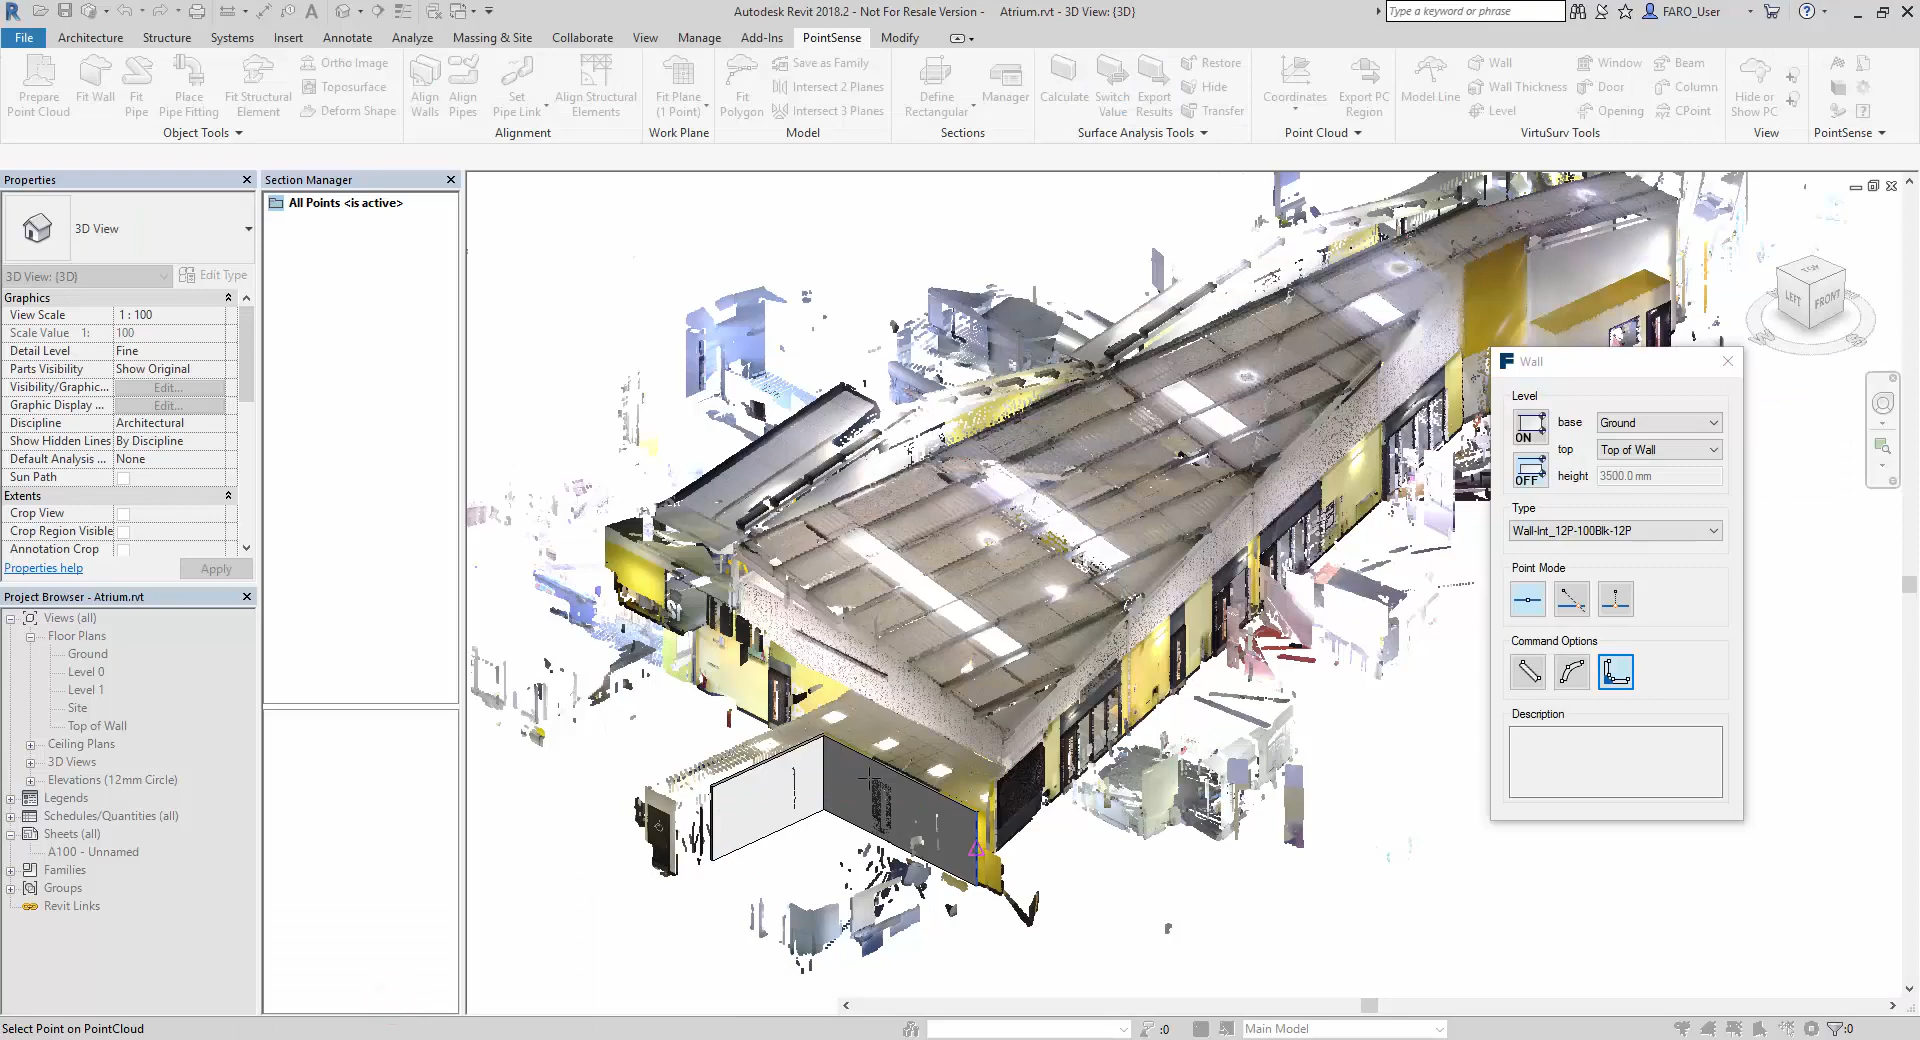 Autodesk Revit 2018.2 - Not For Resale Version - Atrium.rvt - 3D View: {3D}
Type a keyword or phrase
FARO_User
File Architecture Structure Systems Insert Annotate Analyze Massing & Site Collaborate View Manage Add-Ins PointSense Modify
Prepare Point Cloud
Fit Wall
Fit Pipe
Place Pipe Fitting
Fit Structural Element
Ortho Image
Toposurface
Deform Shape
Object Tools
Align Walls
Align Pipes
Set Pipe Link
Align Structural Elements
Alignment
Fit Plane (1 Point)
Work Plane
Fit Polygon
Save as Family
Intersect 2 Planes
Intersect 3 Planes
Model
Define Rectangular
Manager
Sections
Calculate
Switch Value
Export Results
Restore
Hide
Transfer
Surface Analysis Tools
Coordinates
Export PC Region
Point Cloud
Model Line
Wall
Wall Thickness
Level
Window
Door
Opening
Beam
Column
CPoint
VirtuSurv Tools
Hide or Show PC
View
PointSense
Properties
3D View
3D View: {3D}
Edit Type
Graphics
View Scale 1 : 100
Scale Value 1: 100
Detail Level Fine
Parts Visibility Show Original
Visibility/Graphic... Edit...
Graphic Display ... Edit...
Discipline Architectural
Show Hidden Lines By Discipline
Default Analysis ... None
Sun Path
Extents
Crop View
Crop Region Visible
Annotation Crop
Properties help
Apply
Project Browser - Atrium.rvt
Views (all)
Floor Plans
Ground
Level 0
Level 1
Site
Top of Wall
Ceiling Plans
3D Views
Elevations (12mm Circle)
Legends
Schedules/Quantities (all)
Sheets (all)
A100 - Unnamed
Families
Groups
Revit Links
Section Manager
All Points <is active>
TOP
LEFT
FRONT
Wall
Level
ON
base Ground
top Top of Wall
OFF
height 3500.0 mm
Type
Wall-Int_12P-100Blk-12P
Point Mode
Command Options
Description
Select Point on PointCloud
:0
Main Model
:0